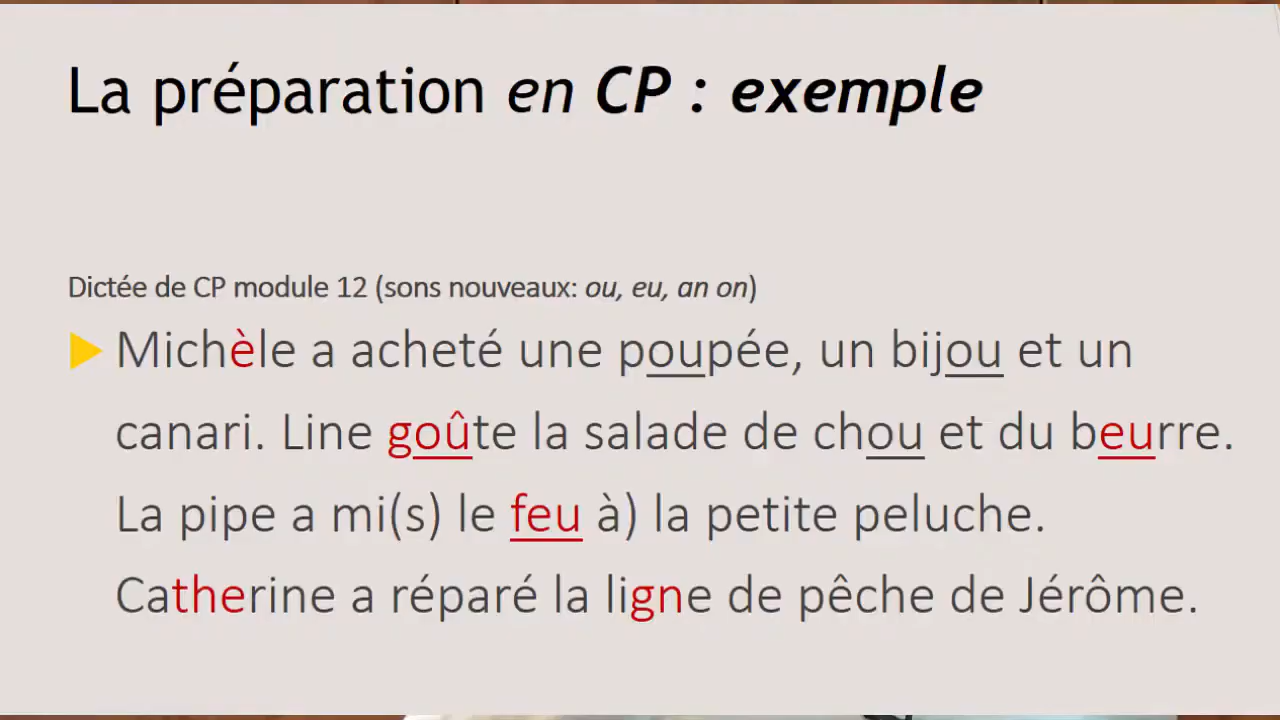 La préparation en CP : exemple
Dictée de CP module 12 (sons nouveaux: ou, eu, an on)
Michèle a acheté une poupée, un bijou et un
canari. Line goûte la salade de chou et du beurre.
La pipe a mi(s) le feu à) la petite peluche.
Catherine a réparé la ligne de pêche de Jérôme.